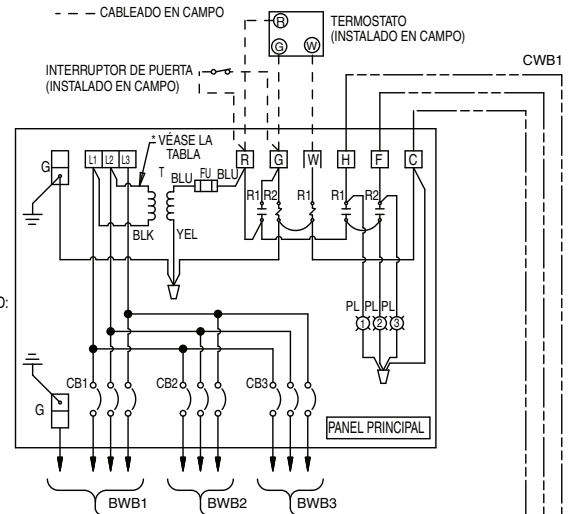 CABLEADO EN CAMPO
R
TERMOSTATO
(INSTALADO EN CAMPO)
G W
INTERRUPTOR DE PUERTA
(INSTALADO EN CAMPO)
CWB1
* VÉASE LA
TABLA
G L1 L2 L3 R G W H F C
T BLU FU BLU
R1 R2 R1 R1 R2
BLK YEL
PL PL PL
1 2 3
O:
CB1 CB2 CB3
G
PANEL PRINCIPAL
BWB1 BWB2 BWB3